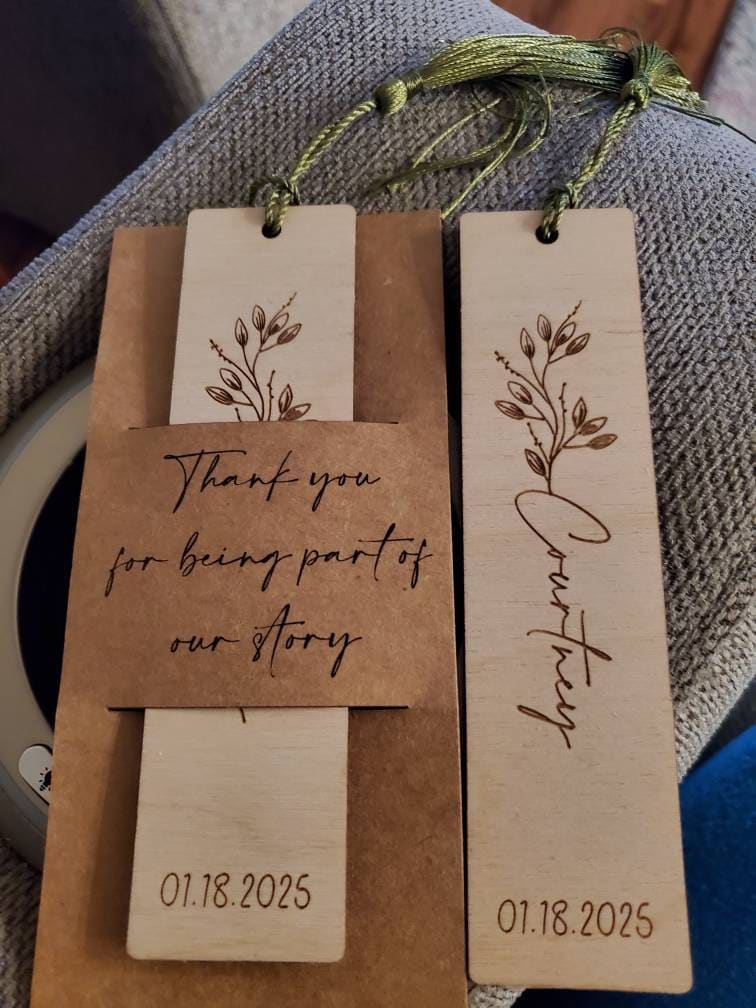 Thank you
for being part of
our story
01.18.2025
Courtney
01.18.2025